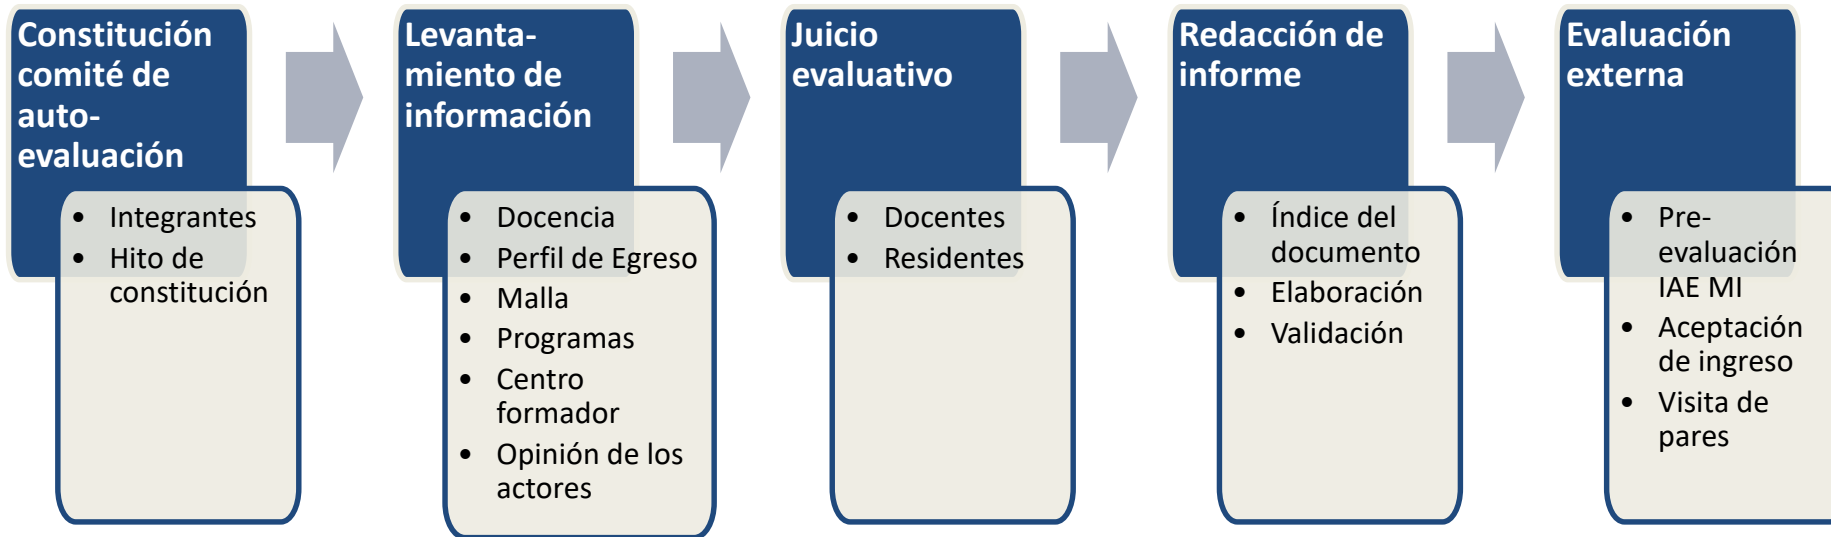 Constitución
comité de
auto-
evaluación
• Integrantes
• Hito de
constitución
Levanta-
miento de
información
• Docencia
• Perfil de Egreso
• Malla
• Programas
• Centro
formador
• Opinión de los
actores
Juicio
evaluativo
• Docentes
• Residentes
Redacción de
informe
• Índice del
documento
• Elaboración
• Validación
Evaluación
externa
• Pre-
evaluación
IAE MI
• Aceptación
de ingreso
• Visita de
pares